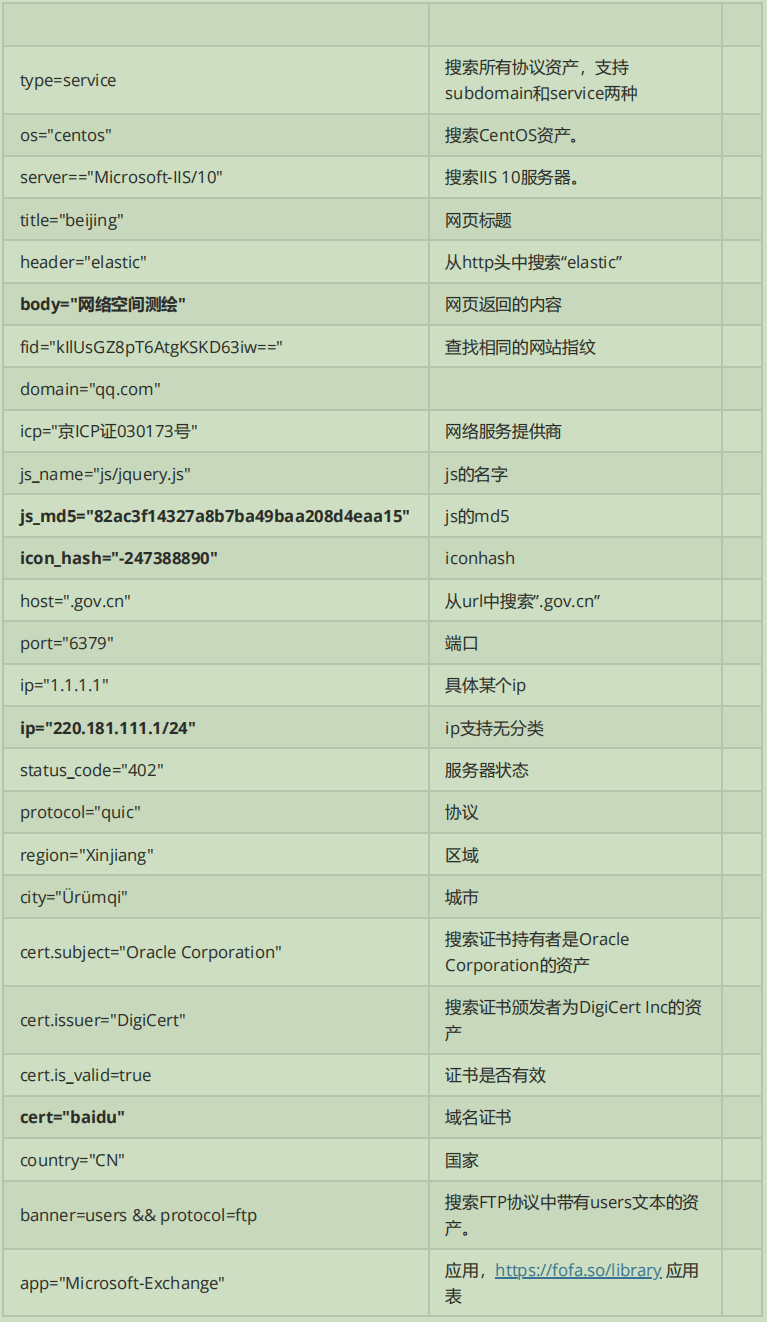 type=service
搜索所有协议资产，支持
subdomain和service两种
os="centos"
搜索CentOS资产。
server=="Microsoft-IIS/10"
搜索IIS 10服务器。
title="beijing"
网页标题
header="elastic"
从http头中搜索“elastic”
body="网络空间测绘"
网页返回的内容
fid="kIlUsGZ8pT6AtgKSKD63iw=="
查找相同的网站指纹
domain="qq.com"
icp="京ICP证030173号"
网络服务提供商
js_name="js/jquery.js"
js的名字
js_md5="82ac3f14327a8b7ba49baa208d4eaa15"
js的md5
icon_hash="-247388890"
iconhash
host=".gov.cn"
从url中搜索”.gov.cn”
port="6379"
端口
ip="1.1.1.1"
具体某个ip
ip="220.181.111.1/24"
ip支持无分类
status_code="402"
服务器状态
protocol="quic"
协议
region="Xinjiang"
区域
city="Ürümqi"
城市
cert.subject="Oracle Corporation"
搜索证书持有者是Oracle
Corporation的资产
cert.issuer="DigiCert"
搜索证书颁发者为DigiCert Inc的资
产
cert.is_valid=true
证书是否有效
cert="baidu"
域名证书
country="CN"
国家
banner=users && protocol=ftp
搜索FTP协议中带有users文本的资
产。
app="Microsoft-Exchange"
应用，https://fofa.so/library 应用
表